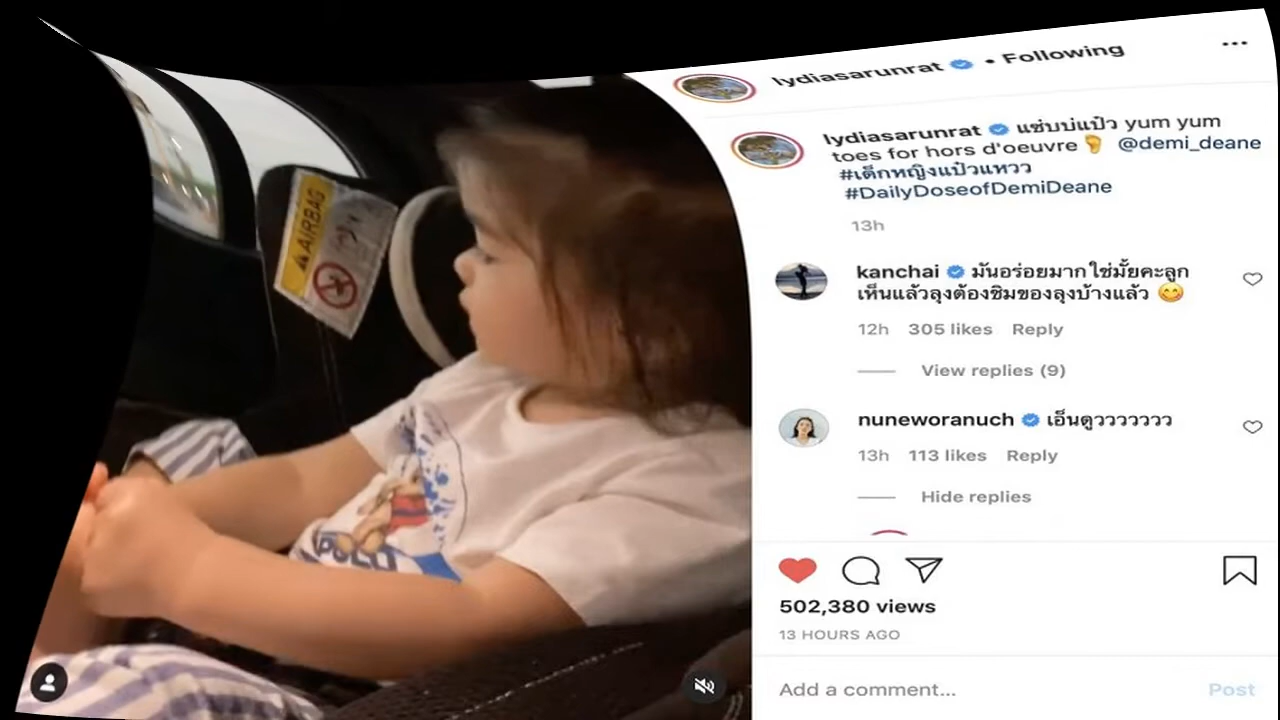 lydiasarunrat • Following
lydiasarunrat แซ่บบ่แป๋ว yum yum
toes for hors d'oeuvre @demi_deane
#เด็กหญิงแป๋วแหวว
#DailyDoseofDemiDeane
13h
kanchai มันอร่อยมากใช่มั้ยคะลูก
เห็นแล้วลุงต้องชิมของลุงบ้างแล้ว
12h 305 likes Reply
View replies (9)
nuneworanuch เอ็นดูววววววว
13h 113 likes Reply
Hide replies
502,380 views
13 HOURS AGO
Add a comment... Post
AIRBAG
POLO